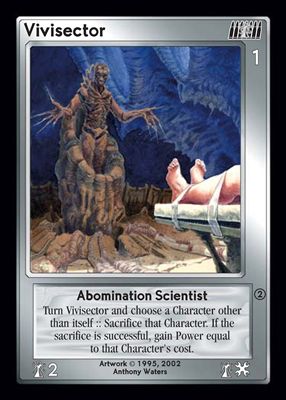 Vivisector
1
Abomination Scientist
Turn Vivisector and choose a Character other
than itself :: Sacrifice that Character. If the
sacrifice is successful, gain Power equal
to that Character's cost.
2
2
Artwork © 1995, 2002
Anthony Waters